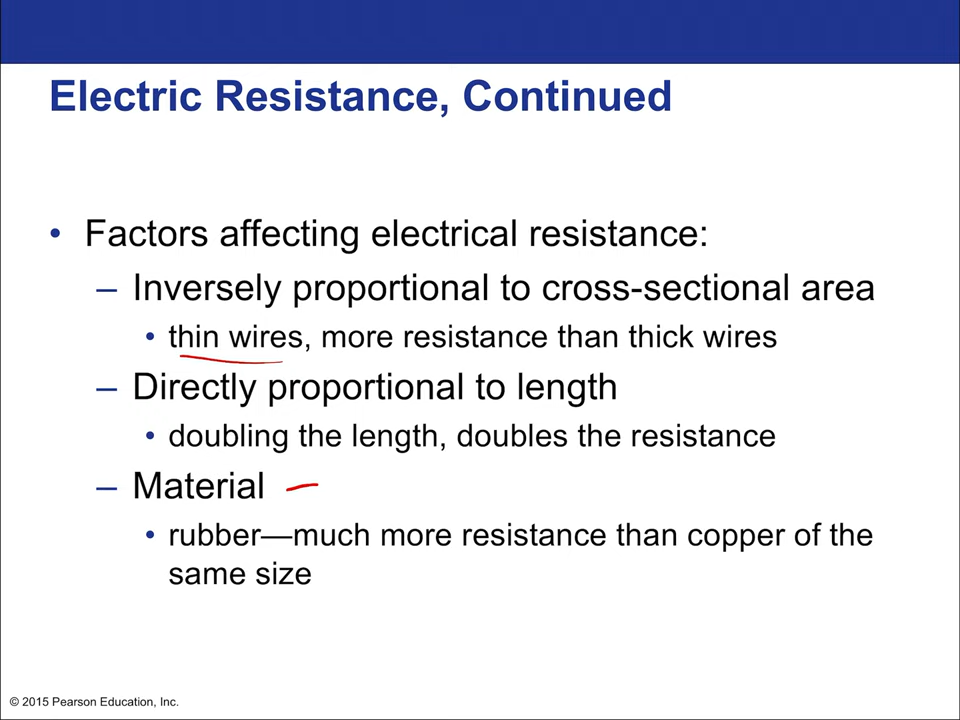 Electric Resistance, Continued
• Factors affecting electrical resistance:
– Inversely proportional to cross-sectional area
• thin wires, more resistance than thick wires
– Directly proportional to length
• doubling the length, doubles the resistance
– Material
• rubber—much more resistance than copper of the
same size
© 2015 Pearson Education, Inc.